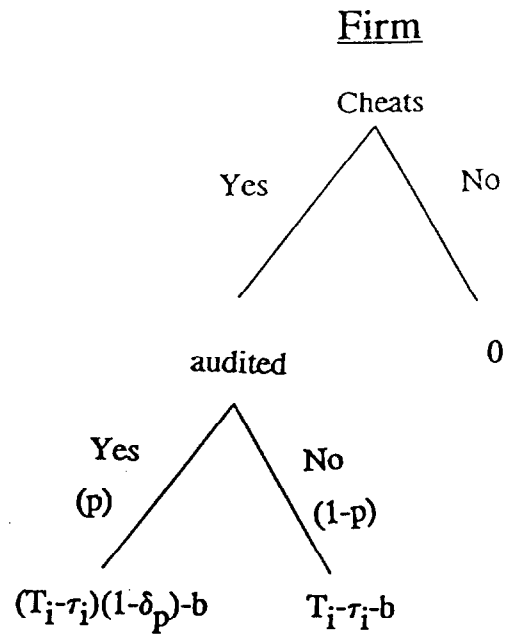 Firm
Cheats
Yes No
0
audited
Yes No
(p) (1-p)
(Tᵢ-τᵢ)(1-δₚ)-b Tᵢ-τᵢ-b